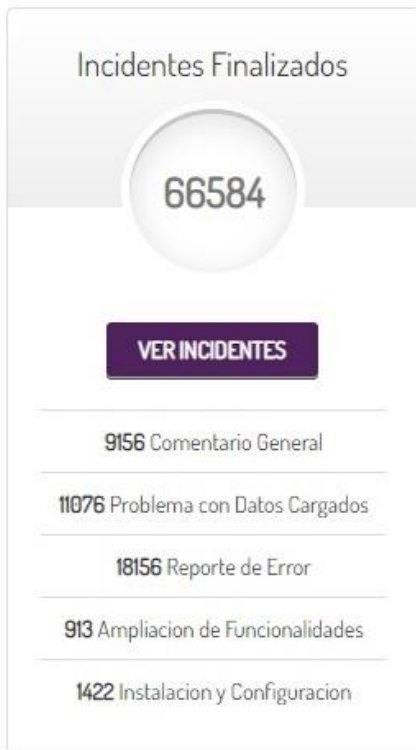 Incidentes Finalizados
66584
VER INCIDENTES
9156 Comentario General
11076 Problema con Datos Cargados
18156 Reporte de Error
913 Ampliacion de Funcionalidades
1422 Instalacion y Configuracion